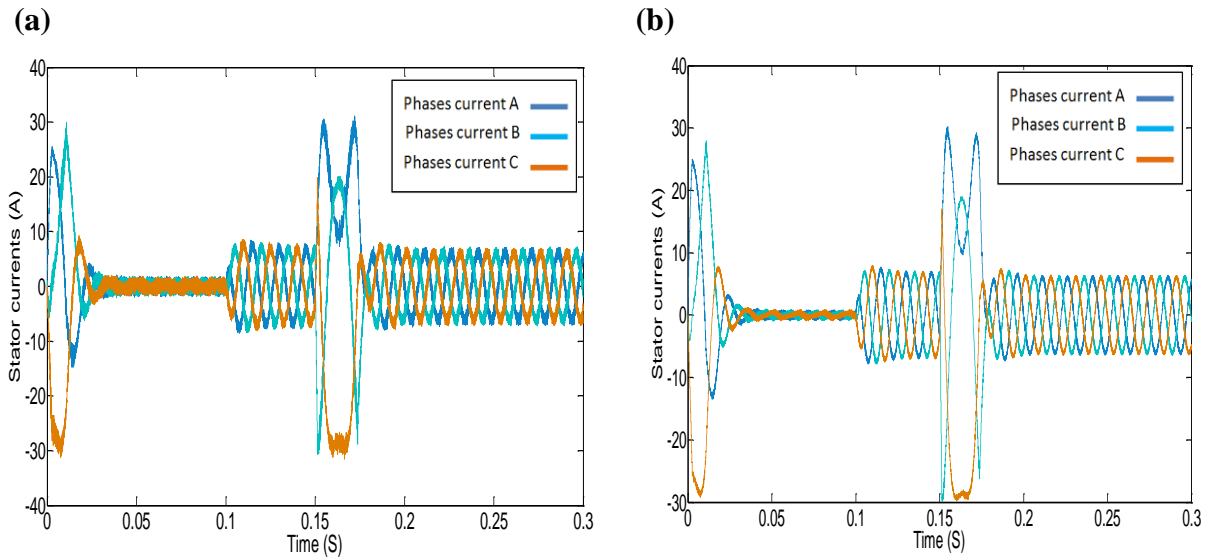 (a)
Stator currents (A)
40
30
20
10
0
-10
-20
-30
-40
Phases current A
Phases current B
Phases current C
0
0.05
0.1
0.15
0.2
0.25
0.3
Time (S)
(b)
Stator currents (A)
40
30
20
10
0
-10
-20
-30
Phases current A
Phases current B
Phases current C
0
0.05
0.1
0.15
0.2
0.25
0.3
Time (S)